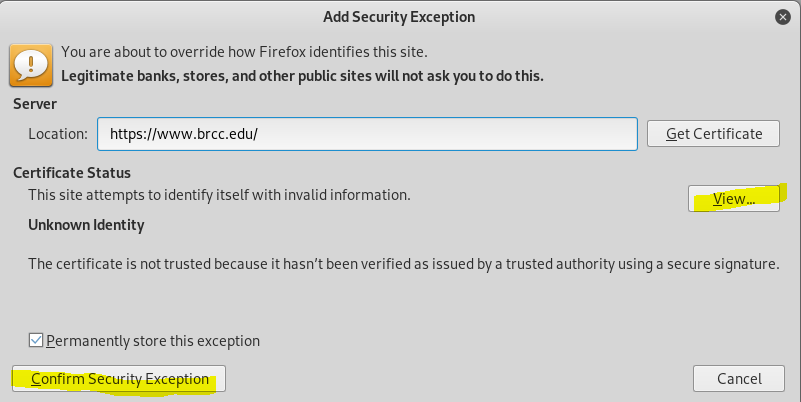 Add Security Exception
You are about to override how Firefox identifies this site.
Legitimate banks, stores, and other public sites will not ask you to do this.
Server
Location: https://www.brcc.edu/ Get Certificate
Certificate Status
This site attempts to identify itself with invalid information.
View...
Unknown Identity
The certificate is not trusted because it hasn't been verified as issued by a trusted authority using a secure signature.
Permanently store this exception
Confirm Security Exception Cancel